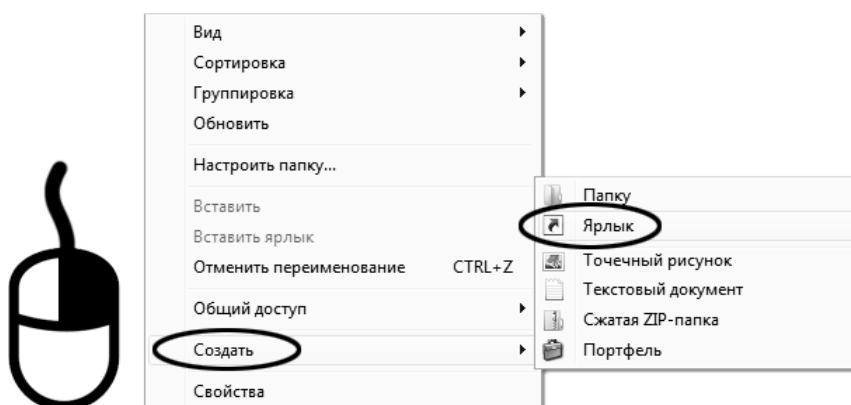 Вид
Сортировка
Группировка
Обновить
Настроить папку...
Вставить
Вставить ярлык
Отменить переименование CTRL+Z
Общий доступ
Создать
Свойства
Папку
Ярлык
Точечный рисунок
Текстовый документ
Сжатая ZIP-папка
Портфель